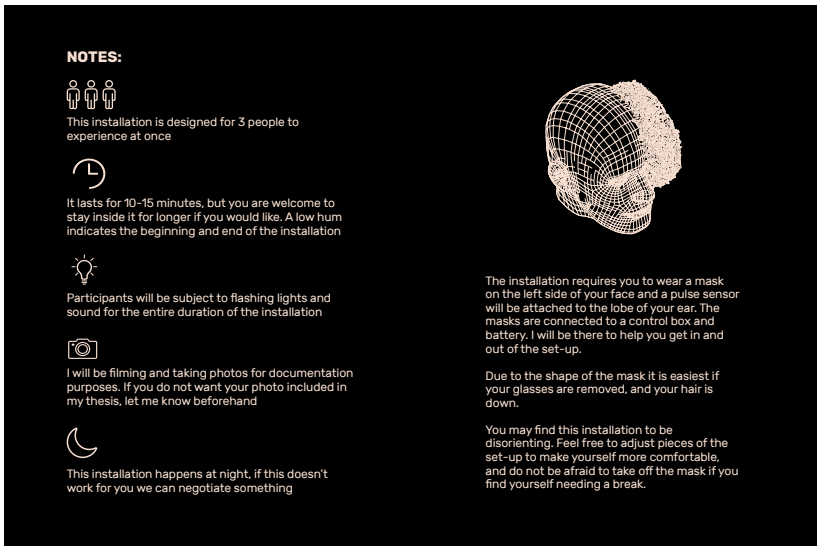 NOTES:
This installation is designed for 3 people to
experience at once
It lasts for 10-15 minutes, but you are welcome to
stay inside it for longer if you would like. A low hum
indicates the beginning and end of the installation
Participants will be subject to flashing lights and
sound for the entire duration of the installation
I will be filming and taking photos for documentation
purposes. If you do not want your photo included in
my thesis, let me know beforehand
This installation happens at night, if this doesn't
work for you we can negotiate something
The installation requires you to wear a mask
on the left side of your face and a pulse sensor
will be attached to the lobe of your ear. The
masks are connected to a control box and
battery. I will be there to help you get in and
out of the set-up.
Due to the shape of the mask it is easiest if
your glasses are removed, and your hair is
down.
You may find this installation to be
disorienting. Feel free to adjust pieces of the
set-up to make yourself more comfortable,
and do not be afraid to take off the mask if you
find yourself needing a break.